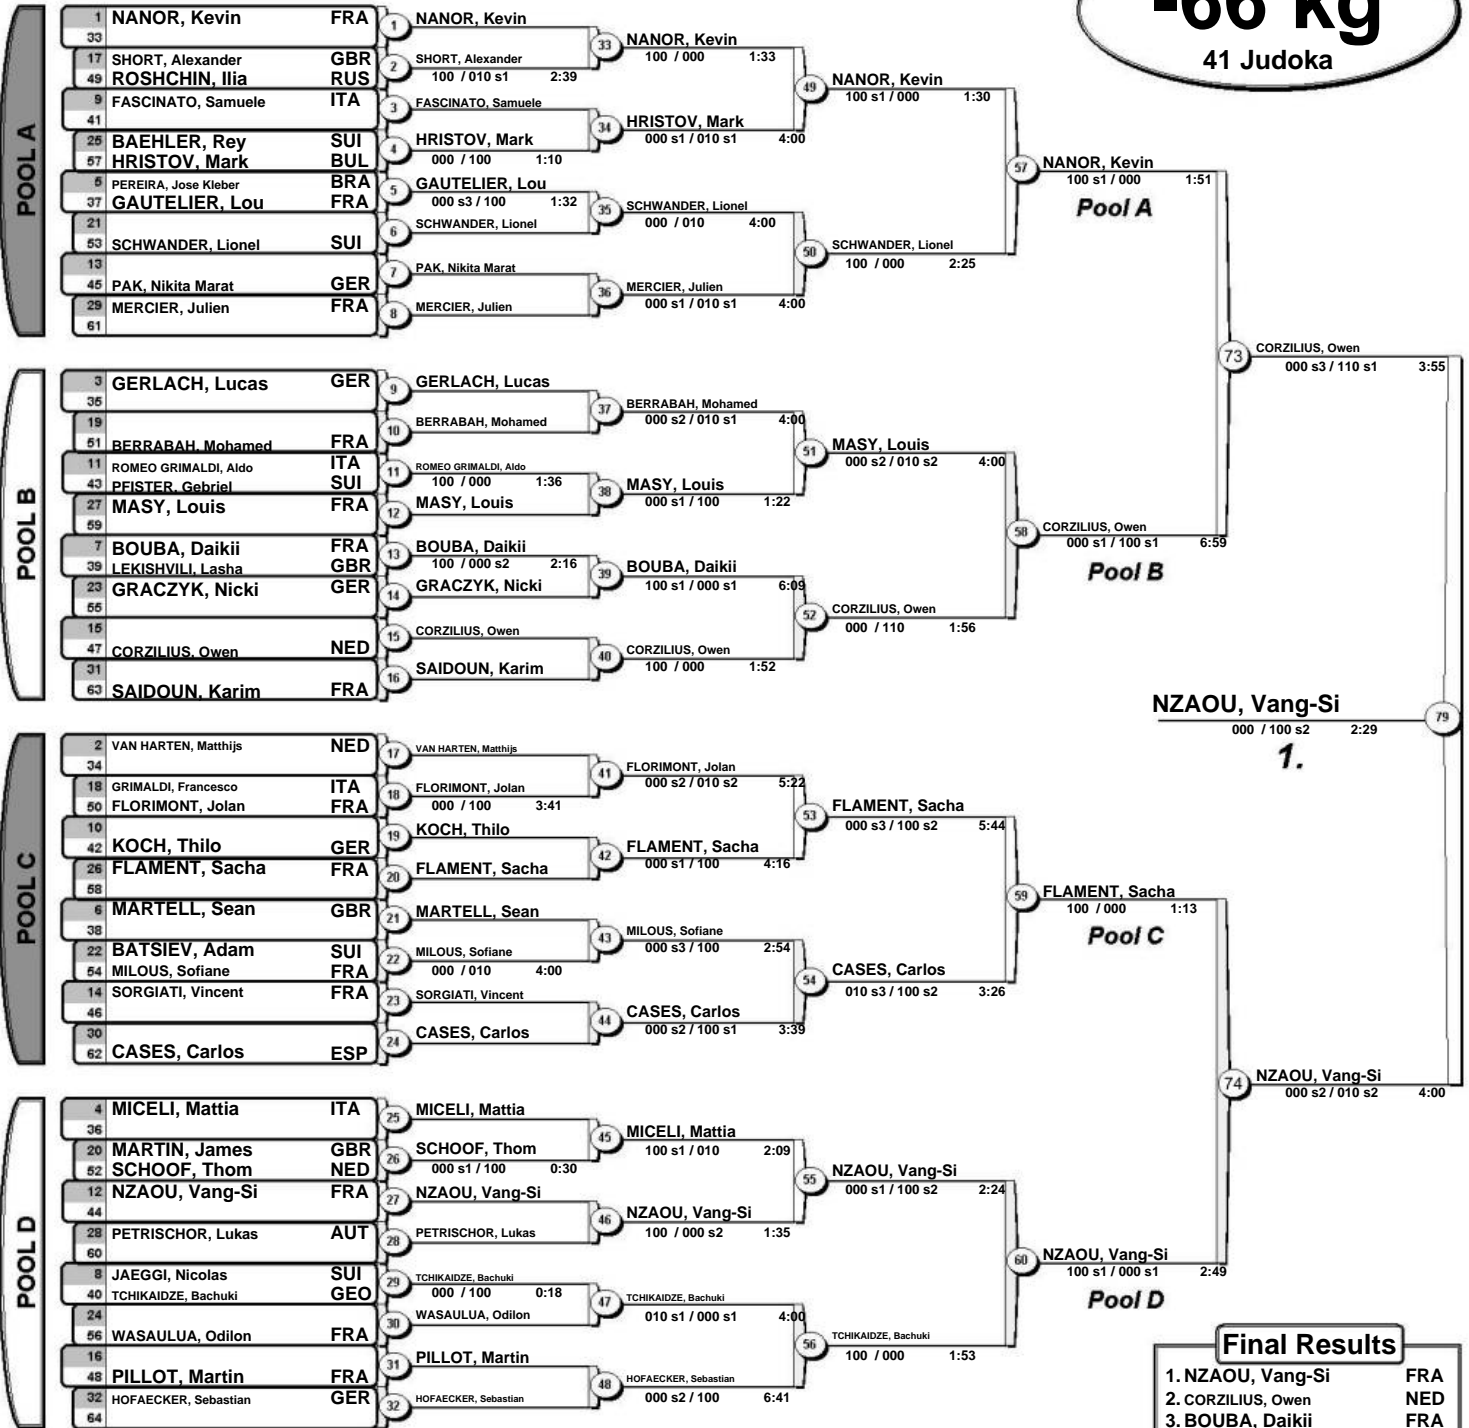 -66 kg
41 Judoka
POOL A
1 NANOR, Kevin FRA
33
17 SHORT, Alexander GBR
49 ROSHCHIN, Ilia RUS
9 FASCINATO, Samuele ITA
41
25 BAEHLER, Rey SUI
57 HRISTOV, Mark BUL
5 PEREIRA, Jose Kleber BRA
37 GAUTELIER, Lou FRA
21
53 SCHWANDER, Lionel SUI
13
45 PAK, Nikita Marat GER
29 MERCIER, Julien FRA
61
1 NANOR, Kevin
2 SHORT, Alexander
100 / 010 s1 2:39
3 FASCINATO, Samuele
4 HRISTOV, Mark
000 / 100 1:10
5 GAUTELIER, Lou
000 s3 / 100 1:32
6 SCHWANDER, Lionel
7 PAK, Nikita Marat
8 MERCIER, Julien
33 NANOR, Kevin
100 / 000 1:33
34 HRISTOV, Mark
000 s1 / 010 s1 4:00
35 SCHWANDER, Lionel
000 / 010 4:00
36 MERCIER, Julien
000 s1 / 010 s1 4:00
49 NANOR, Kevin
100 s1 / 000 1:30
50 SCHWANDER, Lionel
100 / 000 2:25
57 NANOR, Kevin
100 s1 / 000 1:51
Pool A
POOL B
3 GERLACH, Lucas GER
35
19
51 BERRABAH, Mohamed FRA
11 ROMEO GRIMALDI, Aldo ITA
43 PFISTER, Gebriel SUI
27 MASY, Louis FRA
59
7 BOUBA, Daikii FRA
39 LEKISHVILI, Lasha GBR
23 GRACZYK, Nicki GER
55
15
47 CORZILIUS, Owen NED
31
63 SAIDOUN, Karim FRA
9 GERLACH, Lucas
10 BERRABAH, Mohamed
11 ROMEO GRIMALDI, Aldo
100 / 000 1:36
12 MASY, Louis
13 BOUBA, Daikii
100 / 000 s2 2:16
14 GRACZYK, Nicki
15 CORZILIUS, Owen
16 SAIDOUN, Karim
37 BERRABAH, Mohamed
000 s2 / 010 s1 4:00
38 MASY, Louis
000 s1 / 100 1:22
39 BOUBA, Daikii
100 s1 / 000 s1 6:09
40 CORZILIUS, Owen
100 / 000 1:52
51 MASY, Louis
000 s2 / 010 s2 4:00
52 CORZILIUS, Owen
000 / 110 1:56
58 CORZILIUS, Owen
000 s1 / 100 s1 6:59
Pool B
73 CORZILIUS, Owen
000 s3 / 110 s1 3:55
NZAOU, Vang-Si 79
000 / 100 s2 2:29
1.
POOL C
2 VAN HARTEN, Matthijs NED
34
18 GRIMALDI, Francesco ITA
50 FLORIMONT, Jolan FRA
10
42 KOCH, Thilo GER
26 FLAMENT, Sacha FRA
58
6 MARTELL, Sean GBR
38
22 BATSIEV, Adam SUI
54 MILOUS, Sofiane FRA
14 SORGIATI, Vincent FRA
46
30
62 CASES, Carlos ESP
17 VAN HARTEN, Matthijs
18 FLORIMONT, Jolan
000 / 100 3:41
19 KOCH, Thilo
20 FLAMENT, Sacha
21 MARTELL, Sean
22 MILOUS, Sofiane
000 / 010 4:00
23 SORGIATI, Vincent
24 CASES, Carlos
41 FLORIMONT, Jolan
000 s2 / 010 s2 5:22
42 FLAMENT, Sacha
000 s1 / 100 4:16
43 MILOUS, Sofiane
000 s3 / 100 2:54
44 CASES, Carlos
000 s2 / 100 s1 3:39
53 FLAMENT, Sacha
000 s3 / 100 s2 5:44
54 CASES, Carlos
010 s3 / 100 s2 3:26
59 FLAMENT, Sacha
100 / 000 1:13
Pool C
POOL D
4 MICELI, Mattia ITA
36
20 MARTIN, James GBR
52 SCHOOF, Thom NED
12 NZAOU, Vang-Si FRA
44
28 PETRISCHOR, Lukas AUT
60
8 JAEGGI, Nicolas SUI
40 TCHIKAIDZE, Bachuki GEO
24
56 WASAULUA, Odilon FRA
16
48 PILLOT, Martin FRA
32 HOFAECKER, Sebastian GER
64
25 MICELI, Mattia
26 SCHOOF, Thom
000 s1 / 100 0:30
27 NZAOU, Vang-Si
28 PETRISCHOR, Lukas
29 TCHIKAIDZE, Bachuki
000 / 100 0:18
30 WASAULUA, Odilon
31 PILLOT, Martin
32 HOFAECKER, Sebastian
45 MICELI, Mattia
100 s1 / 010 2:09
46 NZAOU, Vang-Si
100 / 000 s2 1:35
47 TCHIKAIDZE, Bachuki
010 s1 / 000 s1 4:00
48 HOFAECKER, Sebastian
000 s2 / 100 6:41
55 NZAOU, Vang-Si
000 s1 / 100 s2 2:24
56 TCHIKAIDZE, Bachuki
100 / 000 1:53
60 NZAOU, Vang-Si
100 s1 / 000 s1 2:49
Pool D
74 NZAOU, Vang-Si
000 s2 / 010 s2 4:00
Final Results
1. NZAOU, Vang-Si FRA
2. CORZILIUS, Owen NED
3. BOUBA, Daikii FRA